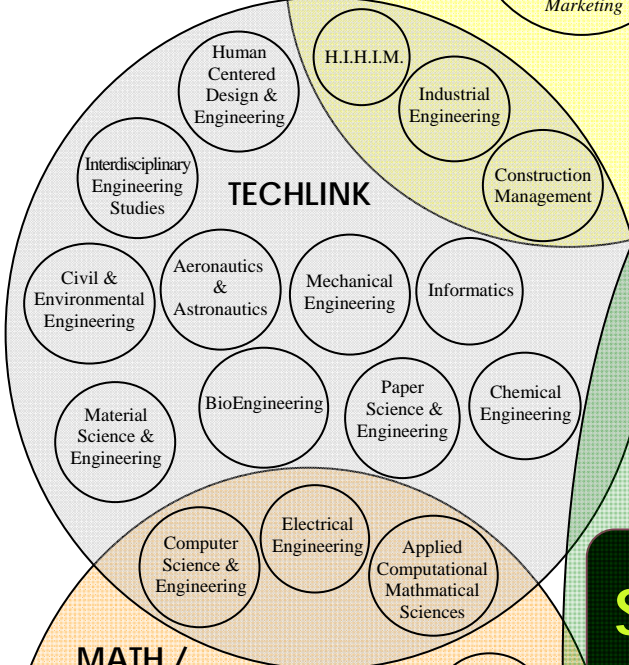 Marketing
Human
Centered
Design &
Engineering
H.I.H.I.M.
Industrial
Engineering
Construction
Management
Interdisciplinary
Engineering
Studies
TECHLINK
Civil &
Environmental
Engineering
Aeronautics
&
Astronautics
Mechanical
Engineering
Informatics
Material
Science &
Engineering
BioEngineering
Paper
Science &
Engineering
Chemical
Engineering
Computer
Science &
Engineering
Electrical
Engineering
Applied
Computational
Mathmatical
Sciences
MATH /
S